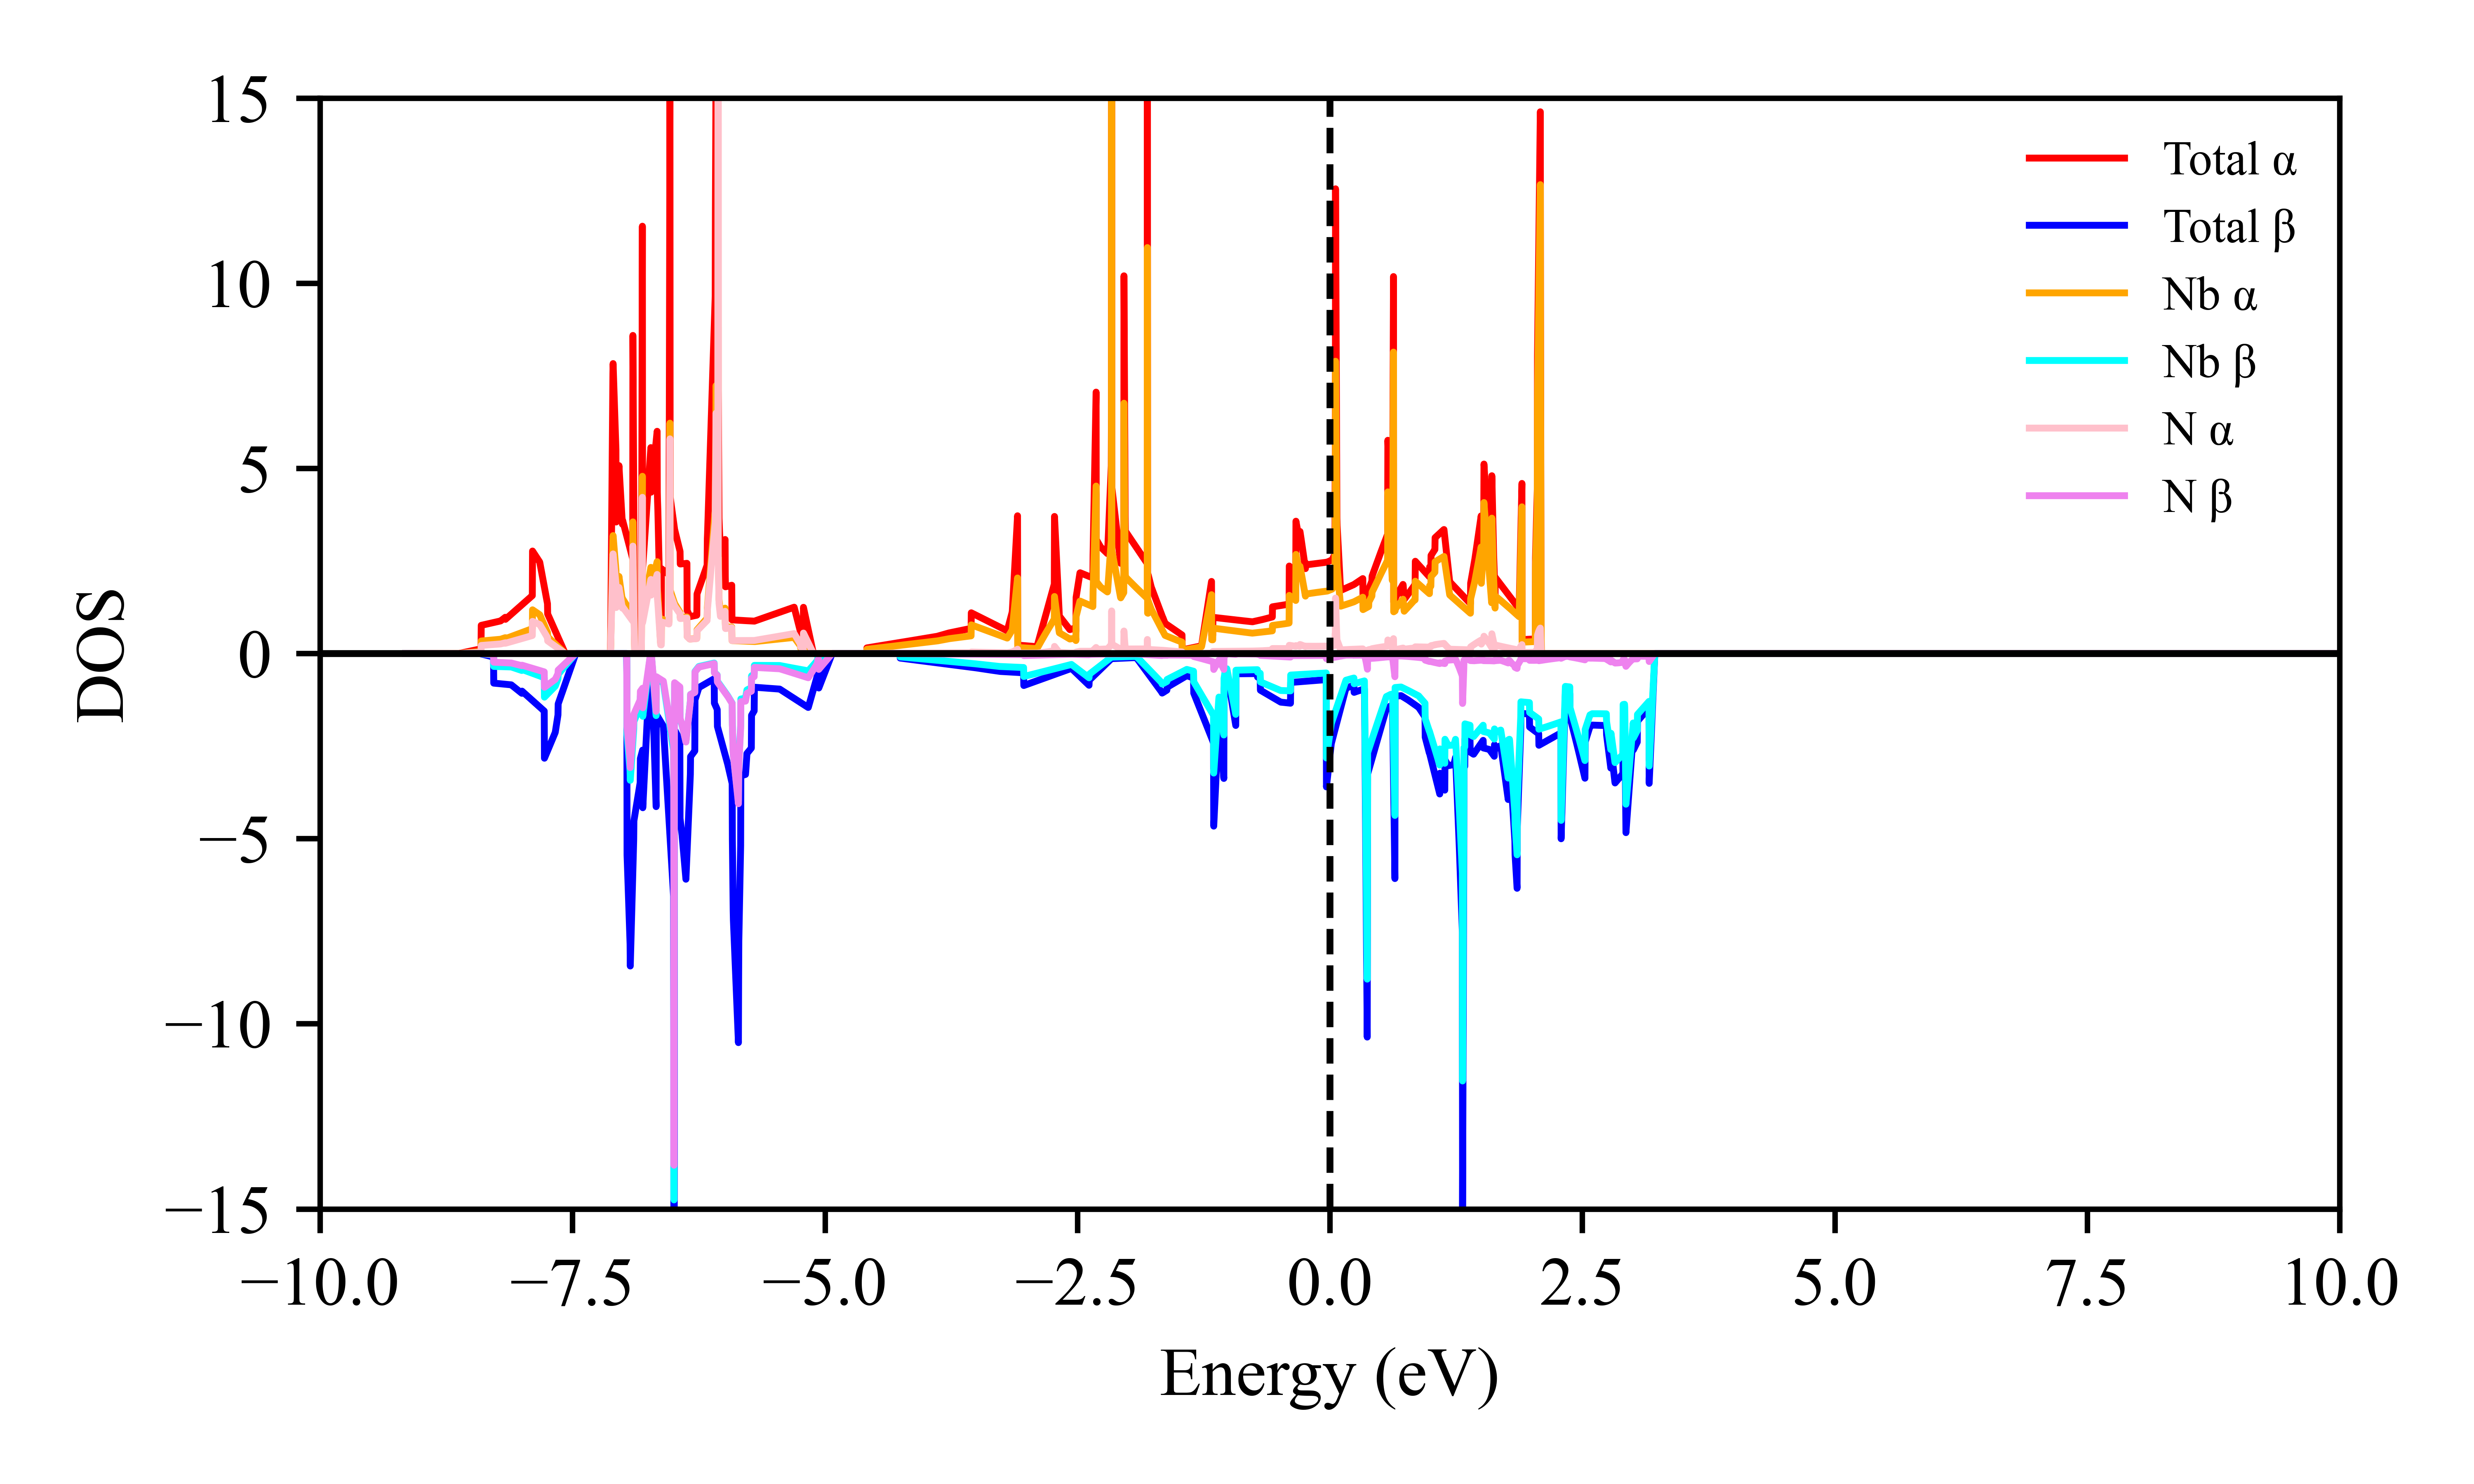 15
10
5
0
−5
−10
−15
DOS
−10.0 −7.5 −5.0 −2.5 0.0 2.5 5.0 7.5 10.0
Energy (eV)
Total α
Total β
Nb α
Nb β
N α
N β